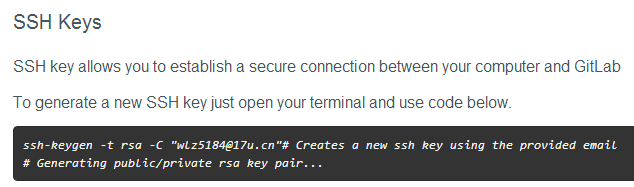 SSH Keys
SSH key allows you to establish a secure connection between your computer and GitLab
To generate a new SSH key just open your terminal and use code below.
ssh-keygen -t rsa -C "wlz5184@17u.cn"# Creates a new ssh key using the provided email
# Generating public/private rsa key pair...